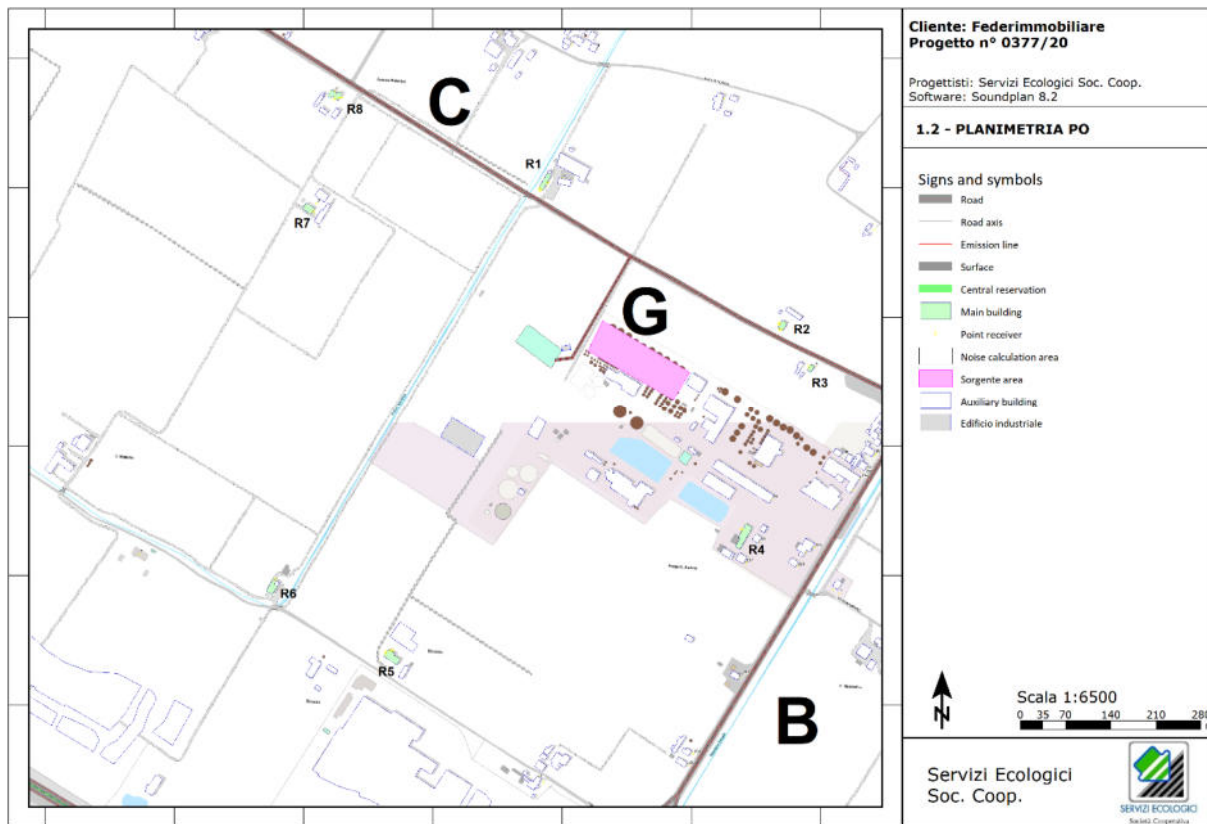 Cliente: Federimmobiliare
Progetto n° 0377/20
Progettisti: Servizi Ecologici Soc. Coop.
Software: Soundplan 8.2
1.2 - PLANIMETRIA PO
Signs and symbols
Road
Road axis
Emission line
Surface
Central reservation
Main building
Point receiver
Noise calculation area
Sorgente area
Auxiliary building
Edificio industriale
C
R8
R1
R7
G
R2
R3
R4
R6
R5
B
N
Scala 1:6500
0 35 70 140 210 280
Servizi Ecologici
Soc. Coop.
SERVIZI ECOLOGICI
Società Cooperativa